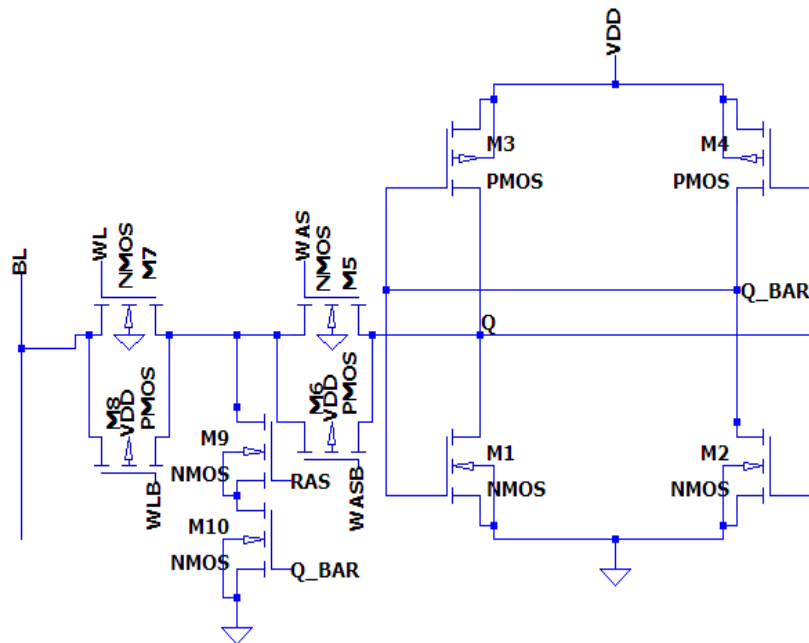 VDD
M3
PMOS
M4
PMOS
BL
WL
NMOS
M7
WAS
NMOS
M5
Q_BAR
Q
M8
VDD
PMOS
WLB
M6
VDD
PMOS
WASB
M9
NMOS
RAS
M10
NMOS
Q_BAR
M1
NMOS
M2
NMOS